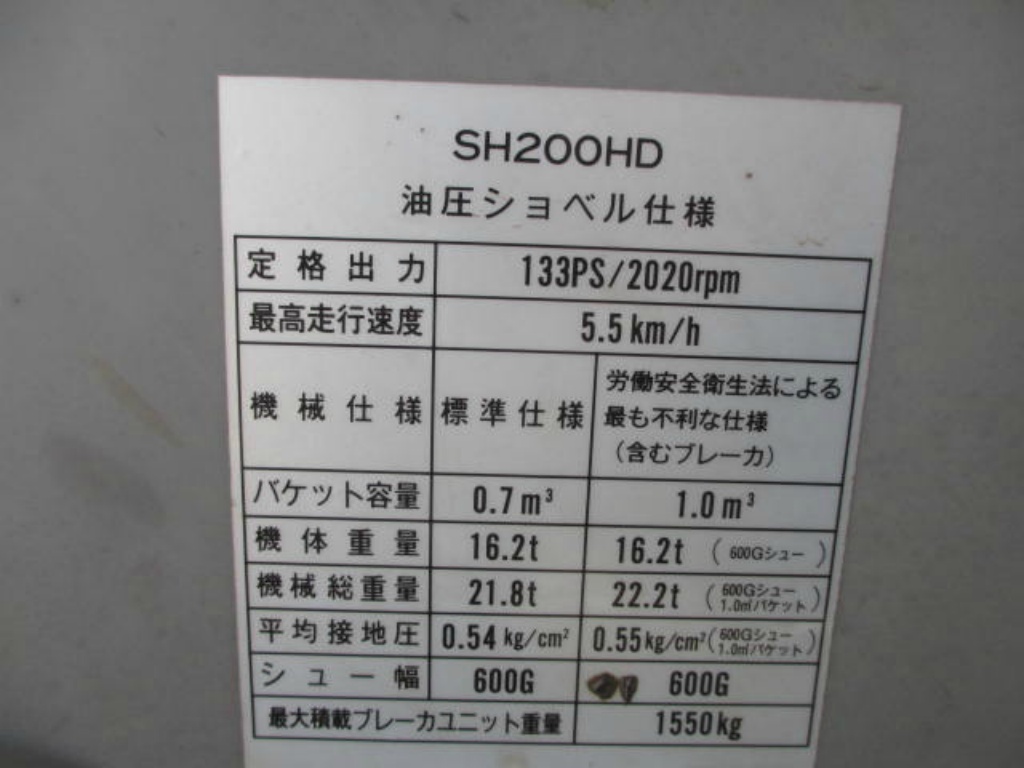 SH200HD
油圧ショベル仕様
定格出力 133PS/2020rpm
最高走行速度 5.5km/h
機械仕様 標準仕様 労働安全衛生法による
最も不利な仕様
(含むブレーカ)
バケット容量 0.7m³ 1.0m³
機体重量 16.2t 16.2t (600Gシュー)
機械総重量 21.8t 22.2t (600Gシュー
1.0㎥バケット)
平均接地圧 0.54kg/cm² 0.55kg/cm² (600Gシュー
1.0㎥バケット)
シュー幅 600G 600G
最大積載ブレーカユニット重量 1550kg